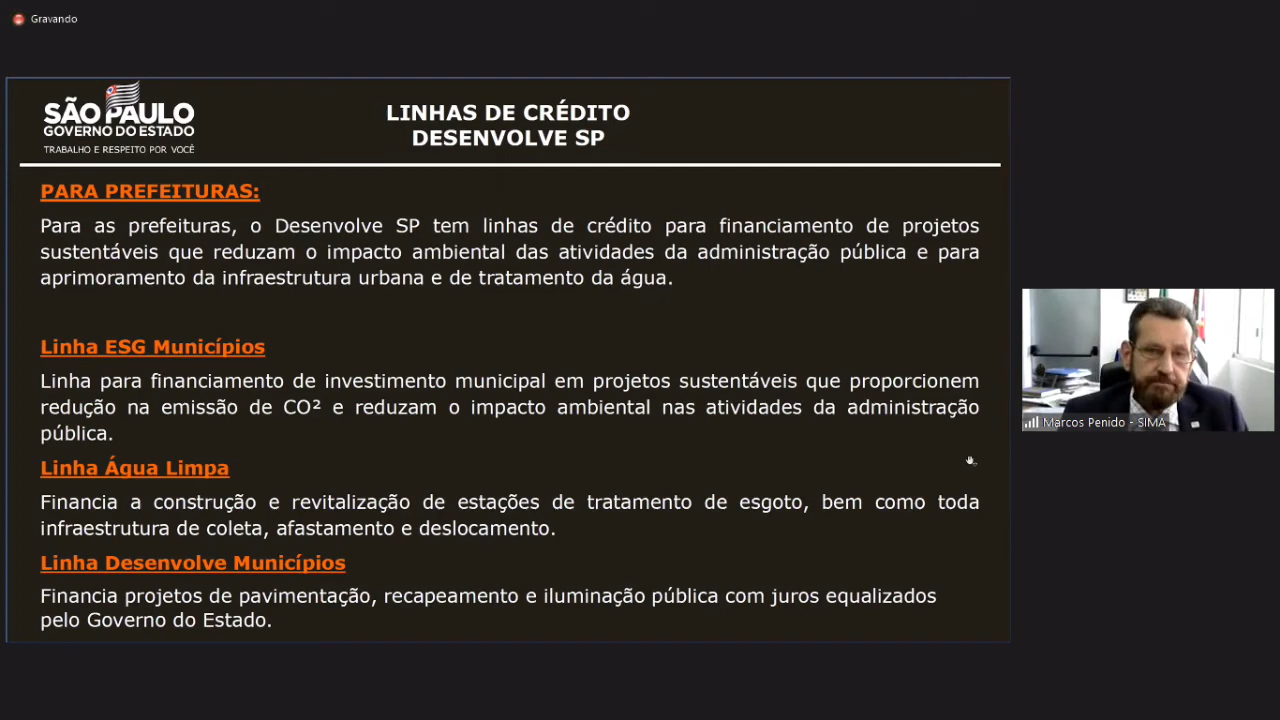 Gravando
SÃO PAULO
GOVERNO DO ESTADO
TRABALHO E RESPEITO POR VOCÊ
LINHAS DE CRÉDITO
DESENVOLVE SP
PARA PREFEITURAS:
Para as prefeituras, o Desenvolve SP tem linhas de crédito para financiamento de projetos
sustentáveis que reduzam o impacto ambiental das atividades da administração pública e para
aprimoramento da infraestrutura urbana e de tratamento da água.
Linha ESG Municípios
Linha para financiamento de investimento municipal em projetos sustentáveis que proporcionem
redução na emissão de CO² e reduzam o impacto ambiental nas atividades da administração
pública.
Linha Água Limpa
Financia a construção e revitalização de estações de tratamento de esgoto, bem como toda
infraestrutura de coleta, afastamento e deslocamento.
Linha Desenvolve Municípios
Financia projetos de pavimentação, recapeamento e iluminação pública com juros equalizados
pelo Governo do Estado.
Marcos Penido - SIMA